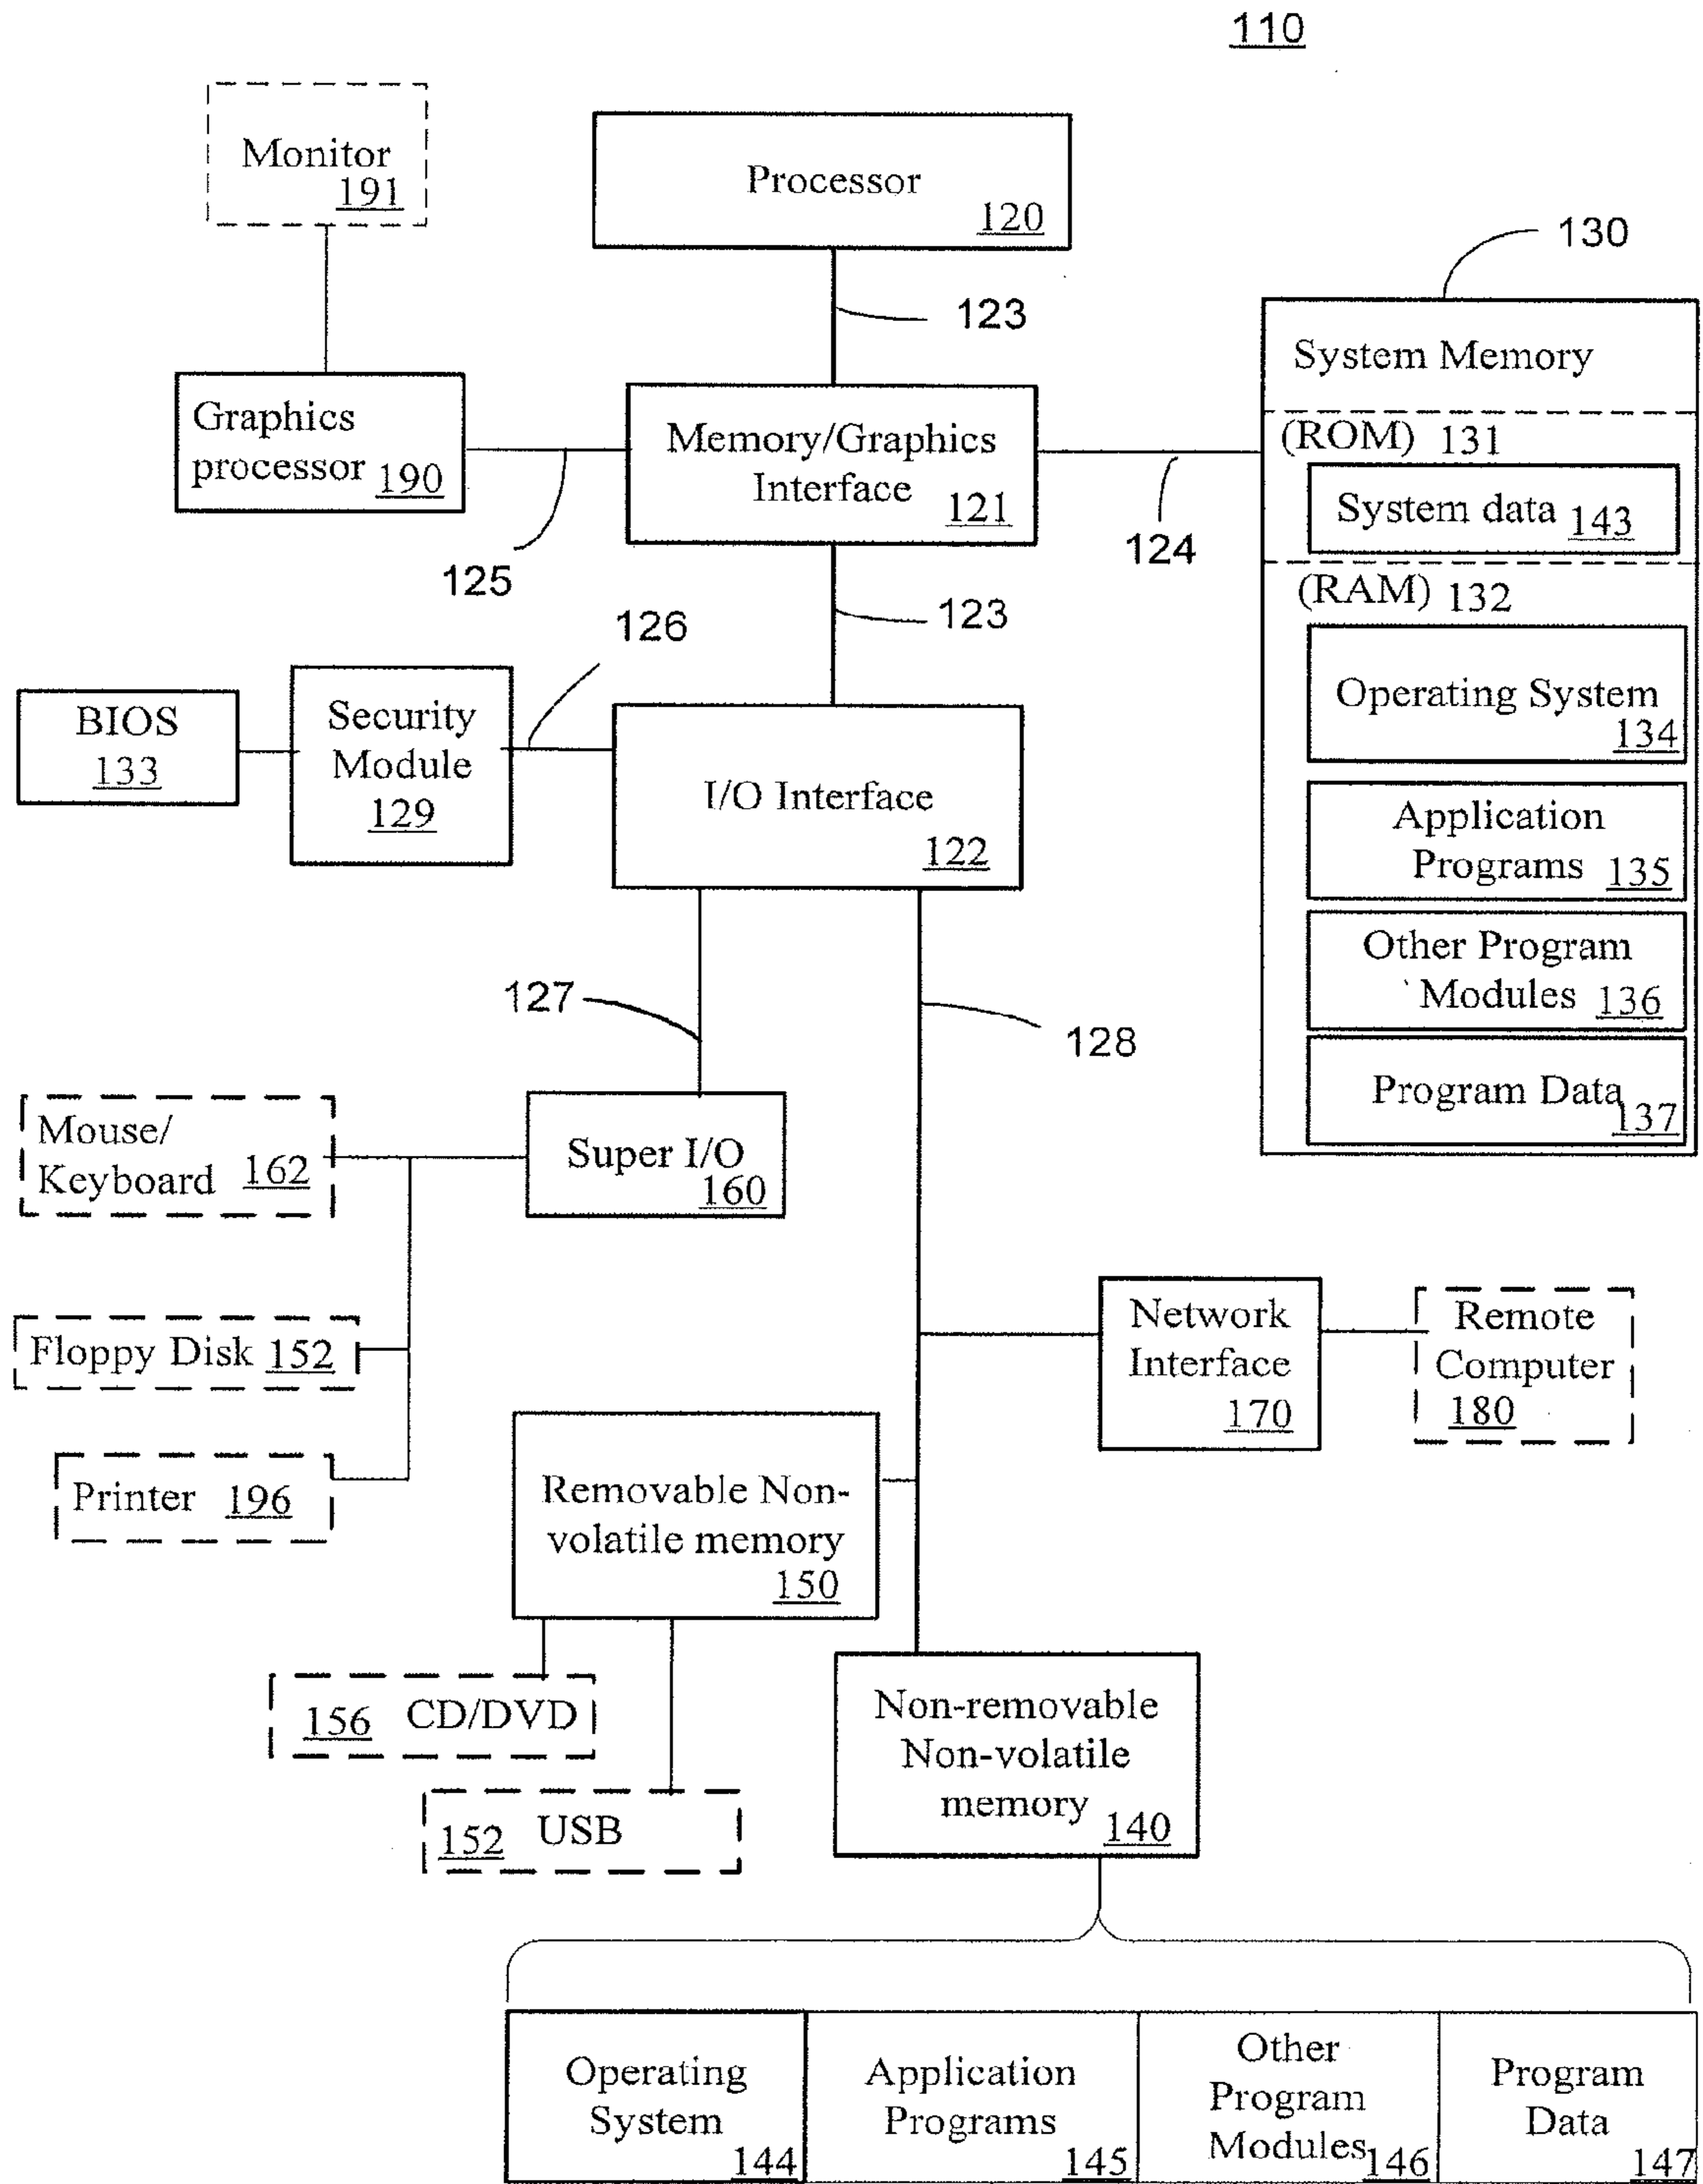 110
Monitor
191
Processor
120
130
123
System Memory
Graphics
processor 190
Memory/Graphics
Interface
121
(ROM) 131
System data 143
124
125
(RAM) 132
123
126
Operating System
134
BIOS
133
Security
Module
129
I/O Interface
122
Application
Programs 135
Other Program
Modules 136
127
128
Program Data
137
Mouse/
Keyboard 162
Super I/O
160
Network
Interface
170
Remote
Computer
180
Floppy Disk 152
Printer 196
Removable Non-
volatile memory
150
156 CD/DVD
152 USB
Non-removable
Non-volatile
memory
140
Operating
System
144
Application
Programs
145
Other
Program
Modules 146
Program
Data
147